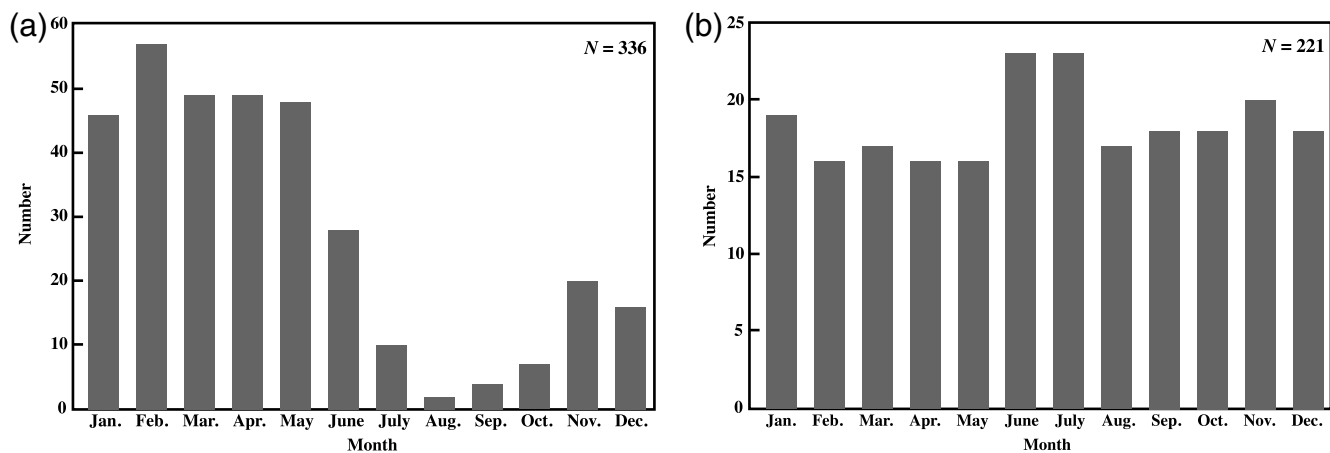 (a)
N = 336
60
50
40
30
20
10
0
Number
Jan. Feb. Mar. Apr. May June July Aug. Sep. Oct. Nov. Dec.
Month
(b)
N = 221
25
20
15
10
5
0
Number
Jan. Feb. Mar. Apr. May June July Aug. Sep. Oct. Nov. Dec.
Month